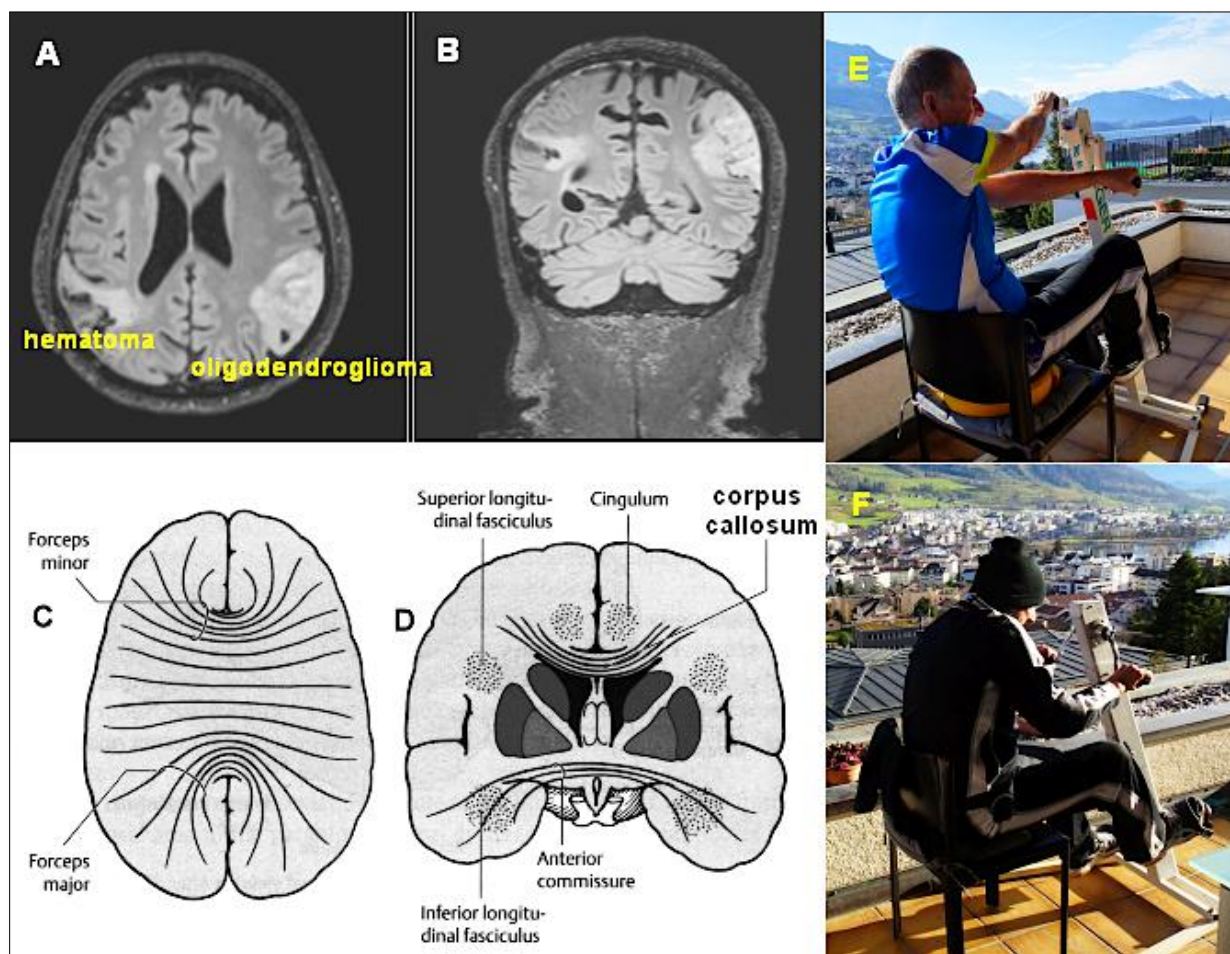 A
B
hematoma
oligodendroglioma
C
Forceps
minor
Forceps
major
D
Superior longitu-
dinal fasciculus
Cingulum
corpus
callosum
Anterior
commissure
Inferior longitu-
dinal fasciculus
E
F